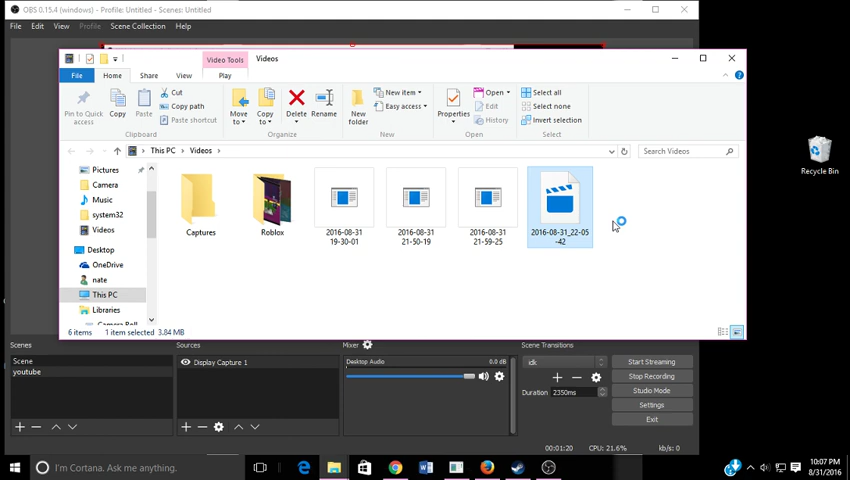 OBS 0.15.4 (windows) - Profile: Untitled - Scenes: Untitled
File Edit View Profile Scene Collection Help
Video Tools Videos
File Home Share View Play
Pin to Quick access
Copy
Paste
Cut
Copy path
Paste shortcut
Clipboard
Move to
Copy to
Delete
Rename
Organize
New folder
New item
Easy access
New
Properties
Open
Edit
History
Open
Select all
Select none
Invert selection
Select
This PC > Videos
Search Videos
Pictures
Camera
Music
system32
Videos
Desktop
OneDrive
nate
This PC
Libraries
Camera Roll
Captures
Roblox
2016-08-31 19-30-01
2016-08-31 21-50-19
2016-08-31 21-59-25
2016-08-31_22-05-42
6 items 1 item selected 3.84 MB
Recycle Bin
Scenes
Scene
youtube
Sources
Display Capture 1
Mixer
Desktop Audio 0.0 dB
Scene Transitions
idk
Duration 2350ms
Start Streaming
Stop Recording
Studio Mode
Settings
Exit
00:01:20 CPU: 21.6% kb/s: 0
I'm Cortana. Ask me anything.
10:07 PM
8/31/2016